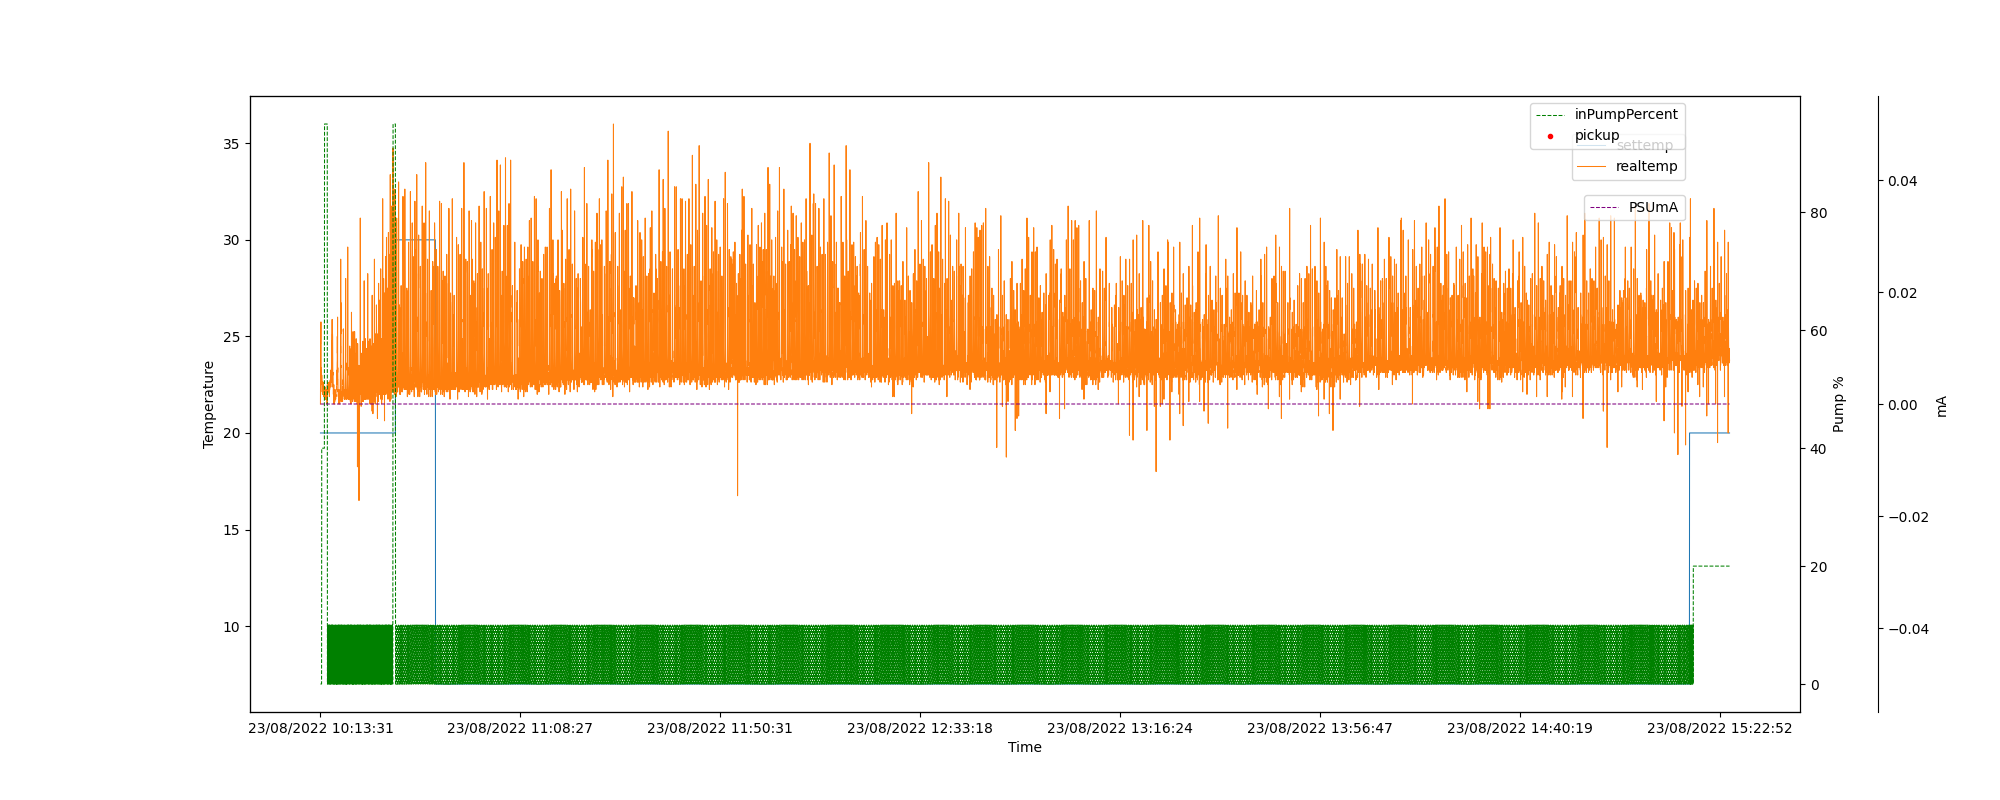 inPumpPercent
pickup
settemp
realtemp
PSUmA
35
30
25
20
15
10
Temperature
80
60
40
20
0
Pump %
0.04
0.02
0.00
−0.02
−0.04
mA
23/08/2022 10:13:31
23/08/2022 11:08:27
23/08/2022 11:50:31
23/08/2022 12:33:18
23/08/2022 13:16:24
23/08/2022 13:56:47
23/08/2022 14:40:19
23/08/2022 15:22:52
Time